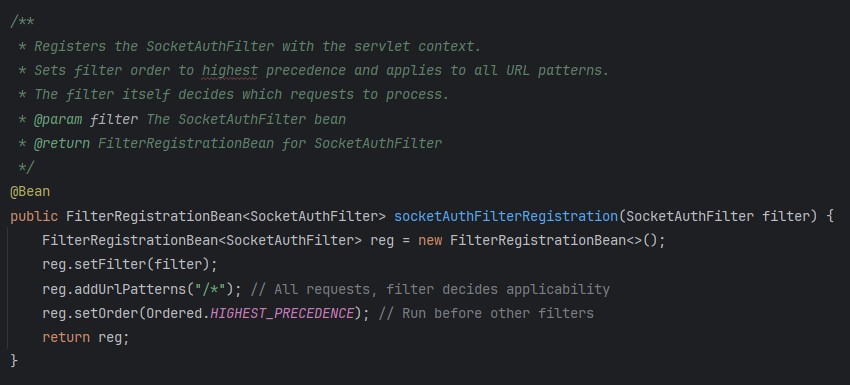 /**
 * Registers the SocketAuthFilter with the servlet context.
 * Sets filter order to highest precedence and applies to all URL patterns.
 * The filter itself decides which requests to process.
 * @param filter The SocketAuthFilter bean
 * @return FilterRegistrationBean for SocketAuthFilter
 */
@Bean
public FilterRegistrationBean<SocketAuthFilter> socketAuthFilterRegistration(SocketAuthFilter filter) {
    FilterRegistrationBean<SocketAuthFilter> reg = new FilterRegistrationBean<>();
    reg.setFilter(filter);
    reg.addUrlPatterns("/*"); // All requests, filter decides applicability
    reg.setOrder(Ordered.HIGHEST_PRECEDENCE); // Run before other filters
    return reg;
}